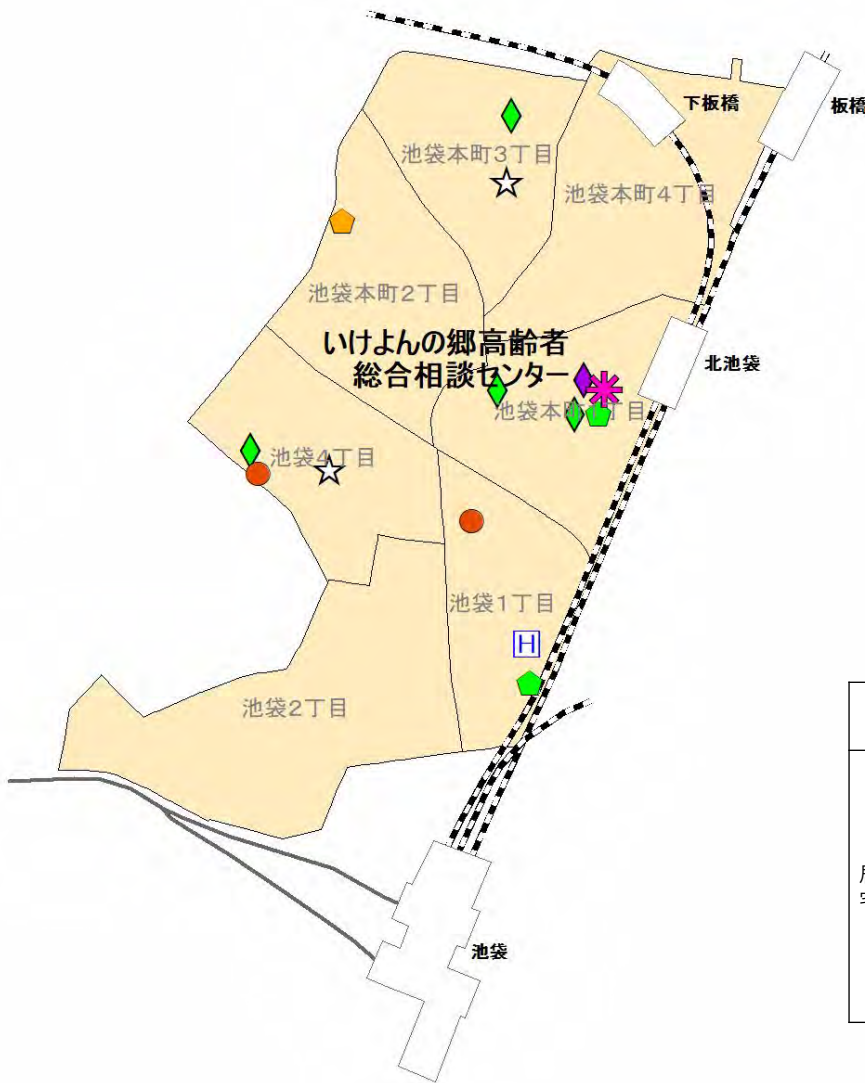 下板橋
板橋
池袋本町3丁目
池袋本町4丁目
池袋本町2丁目
いけよんの郷高齢者
総合相談センター
北池袋
池袋本町1丁目
池袋4丁目
池袋1丁目
H
池袋2丁目
池袋